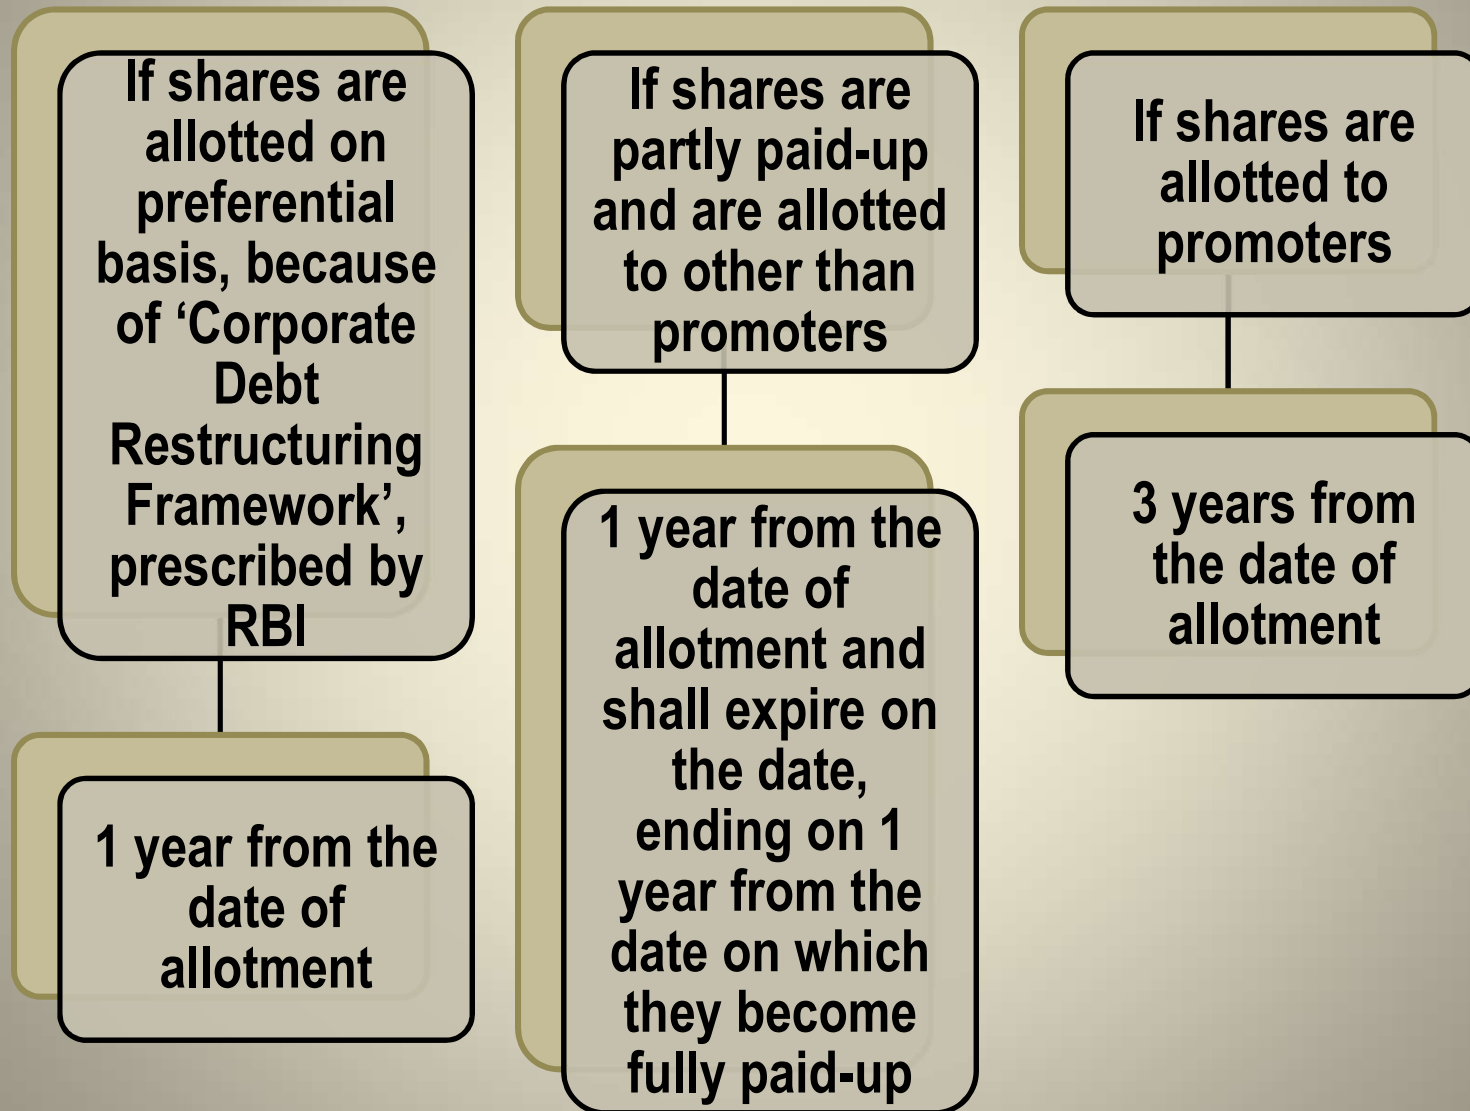 If shares are
allotted on
preferential
basis, because
of ‘Corporate
Debt
Restructuring
Framework’,
prescribed by
RBI
1 year from the
date of
allotment
If shares are
partly paid-up
and are allotted
to other than
promoters
1 year from the
date of
allotment and
shall expire on
the date,
ending on 1
year from the
date on which
they become
fully paid-up
If shares are
allotted to
promoters
3 years from
the date of
allotment